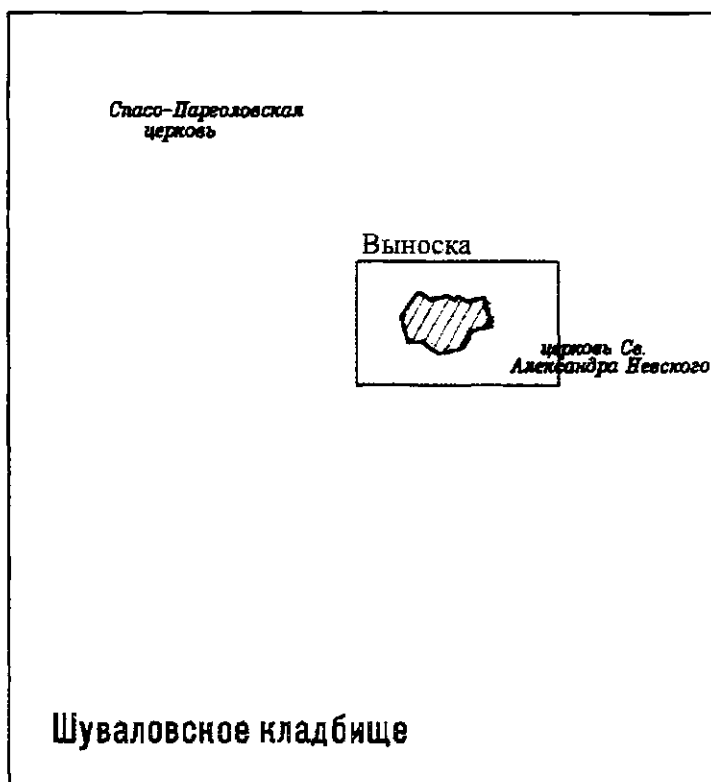 Спасо-Парголовская
церковь
Выноска
церковь Св.
Александра Невского
Шуваловское кладбище